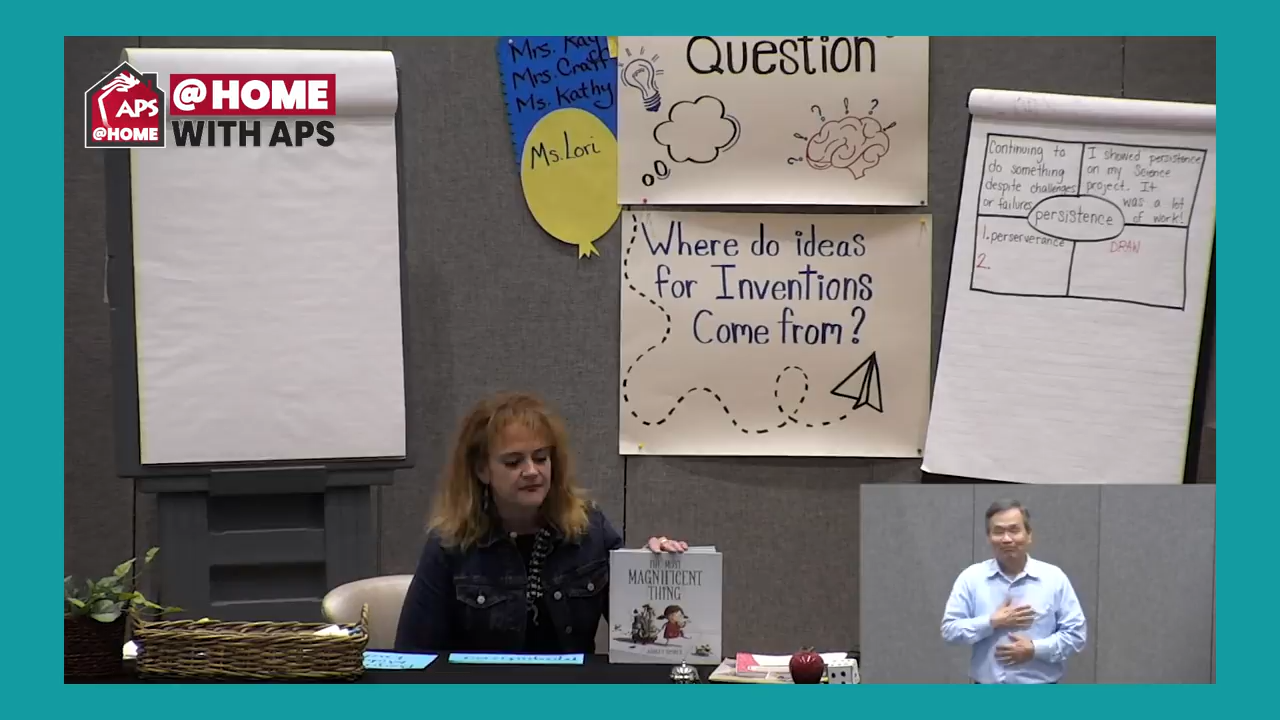 APS
@HOME
@HOME
WITH APS
Mrs. Kay
Mrs. Craft
Ms. Kathy
Ms. Lori
Question
Where do ideas
for Inventions
Come from?
Continuing to
do something
despite challenges
or failures
I showed persistence
on my Science
project. It
was a lot
of work!
persistence
1. perserverance
2.
DRAW
THE MOST
MAGNIFICENT
THING